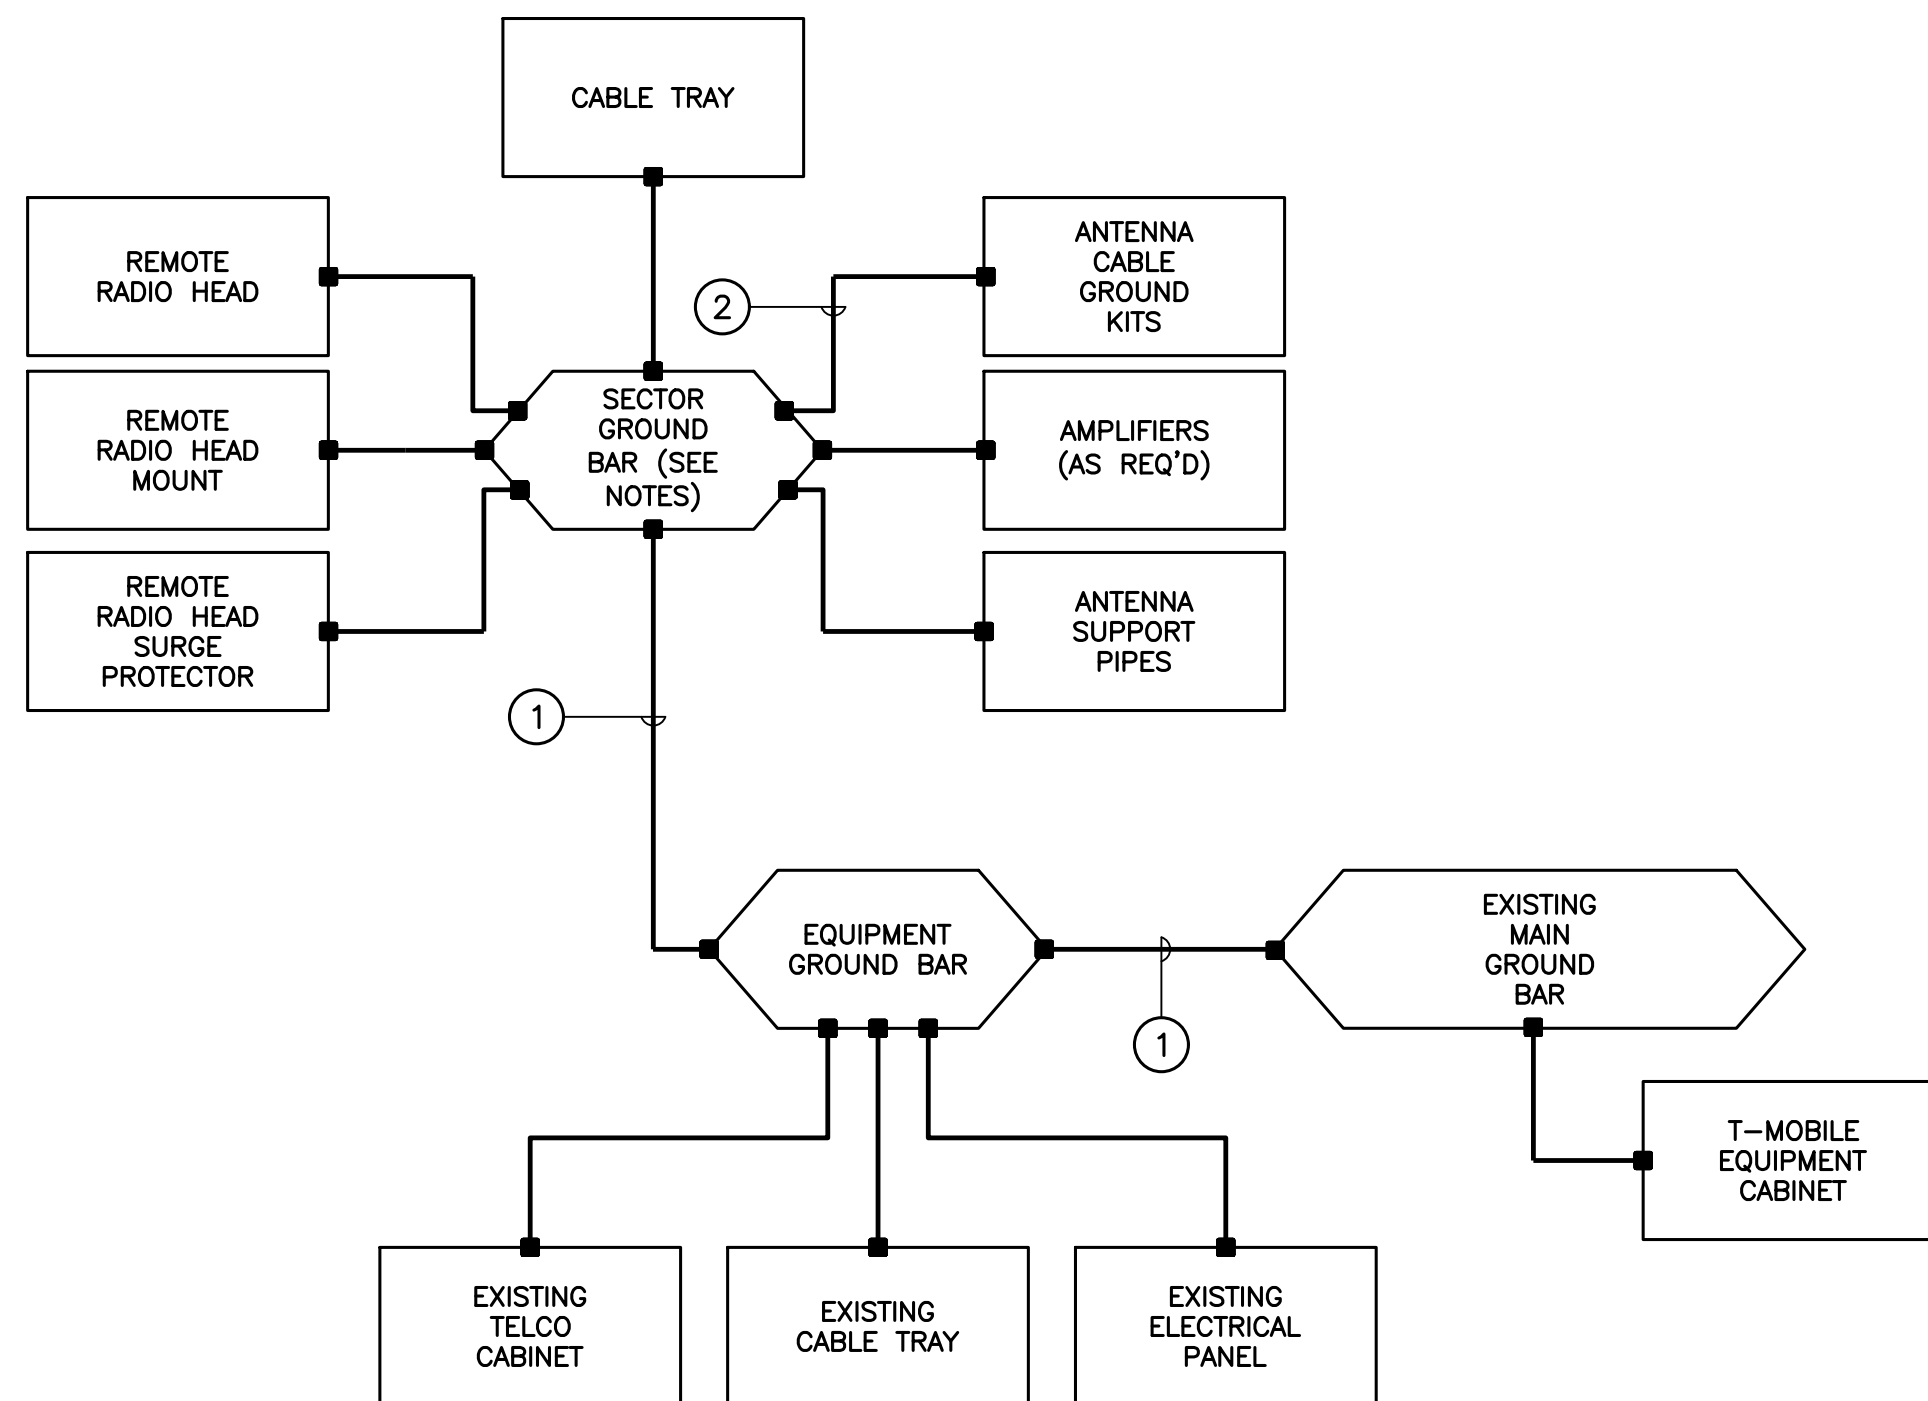 CABLE TRAY
REMOTE
RADIO HEAD
2
ANTENNA
CABLE
GROUND
KITS
REMOTE
RADIO HEAD
MOUNT
SECTOR
GROUND
BAR (SEE
NOTES)
AMPLIFIERS
(AS REQ'D)
REMOTE
RADIO HEAD
SURGE
PROTECTOR
ANTENNA
SUPPORT
PIPES
1
EQUIPMENT
GROUND BAR
EXISTING
MAIN
GROUND
BAR
1
T-MOBILE
EQUIPMENT
CABINET
EXISTING
TELCO
CABINET
EXISTING
CABLE TRAY
EXISTING
ELECTRICAL
PANEL